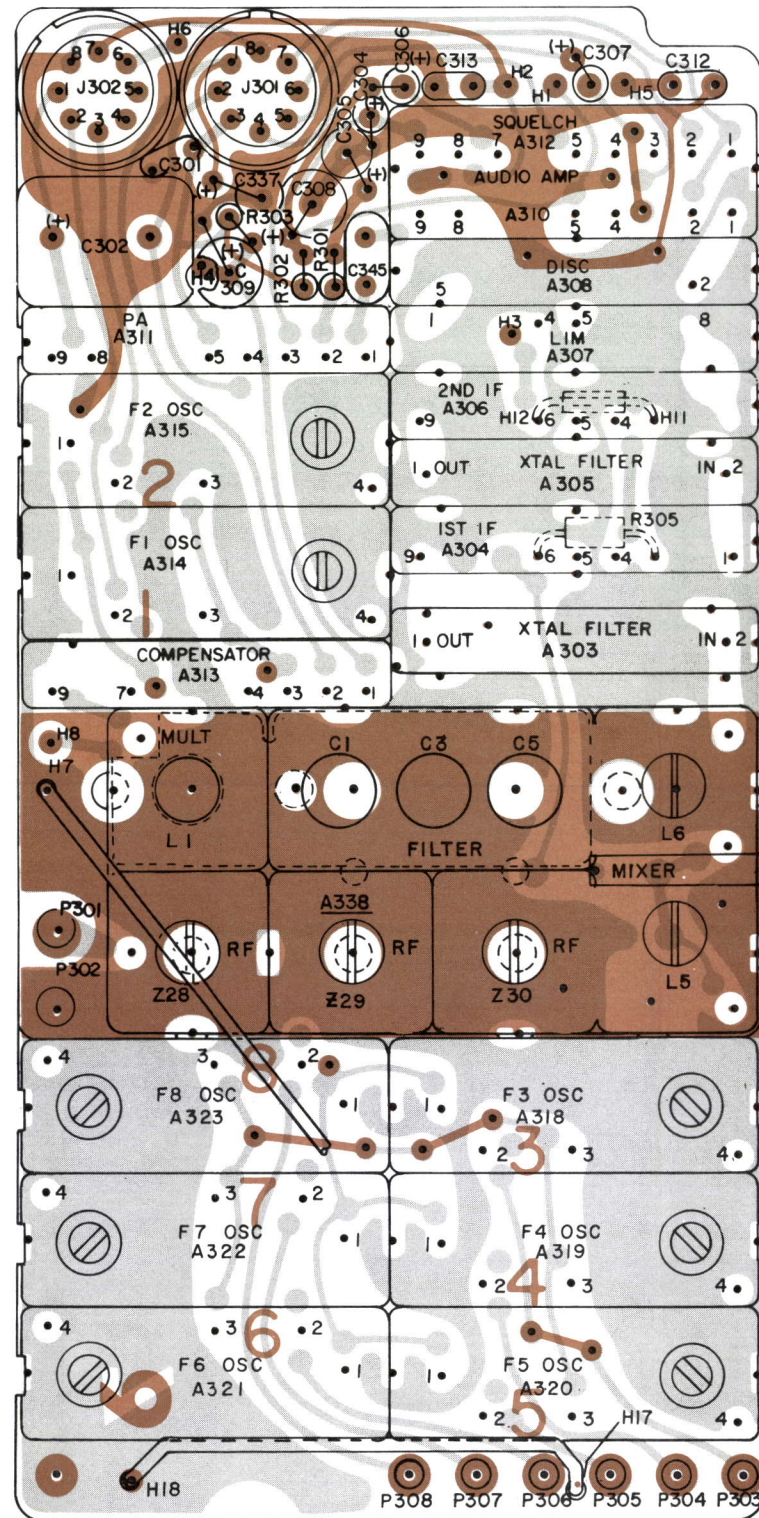 H6
8 7 6
1 J302 5
2 3 4
1 8 7
2 J301 6
3 4 5
C304
C306
(+)
C313
H2
(+)
C307
H1
H5
C312
C305
(+)
C301
C337
(+)
C308
R303
(+)
(+)
C302
(+)
H4
C
309
R302
R301
C345
SQUELCH
A312
9 8 7 5 4 3 2 1
AUDIO AMP
A310
9 8 5 4 2 1
DISC
A308
5 2
1 4 5 8
H3
LIM
A307
PA
A311
9 8 5 4 3 2 1
2ND IF
A306
9 H12 6 5 4 H11
F2 OSC
A315
1
2 3 4
2
1 OUT XTAL FILTER IN 2
A305
1ST IF
A304
R305
9 6 5 4 1
F1 OSC
A314
1
2 3 4
1
1 OUT XTAL FILTER IN 2
A303
COMPENSATOR
A313
9 7 4 3 2 1
H8
H7
MULT
L1
C1 C3 C5
FILTER
L6
MIXER
P301
P302
A338
RF RF RF
Z28 Z29 Z30
L5
4 3 8 2
F8 OSC
A323
1
F3 OSC
A318
1
2 3 3 4
4 3 7 2
F7 OSC
A322
1
F4 OSC
A319
1
2 4 3 4
4 3 6 2
F6 OSC
A321
1
9
F5 OSC
A320
1
2 5 3 4
H17
H18
P308 P307 P306 P305 P304 P303